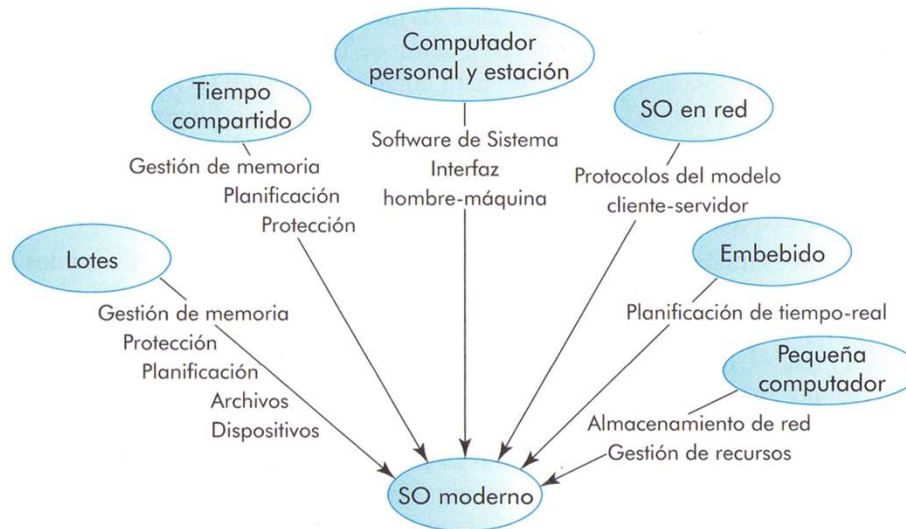 Computador
personal y estación
Tiempo
compartido
SO en red
Software de Sistema
Interfaz
hombre-máquina
Gestión de memoria
Planificación
Protección
Protocolos del modelo
cliente-servidor
Lotes
Embebido
Gestión de memoria
Protección
Planificación
Archivos
Dispositivos
Planificación de tiempo-real
Pequeña
computador
Almacenamiento de red
Gestión de recursos
SO moderno